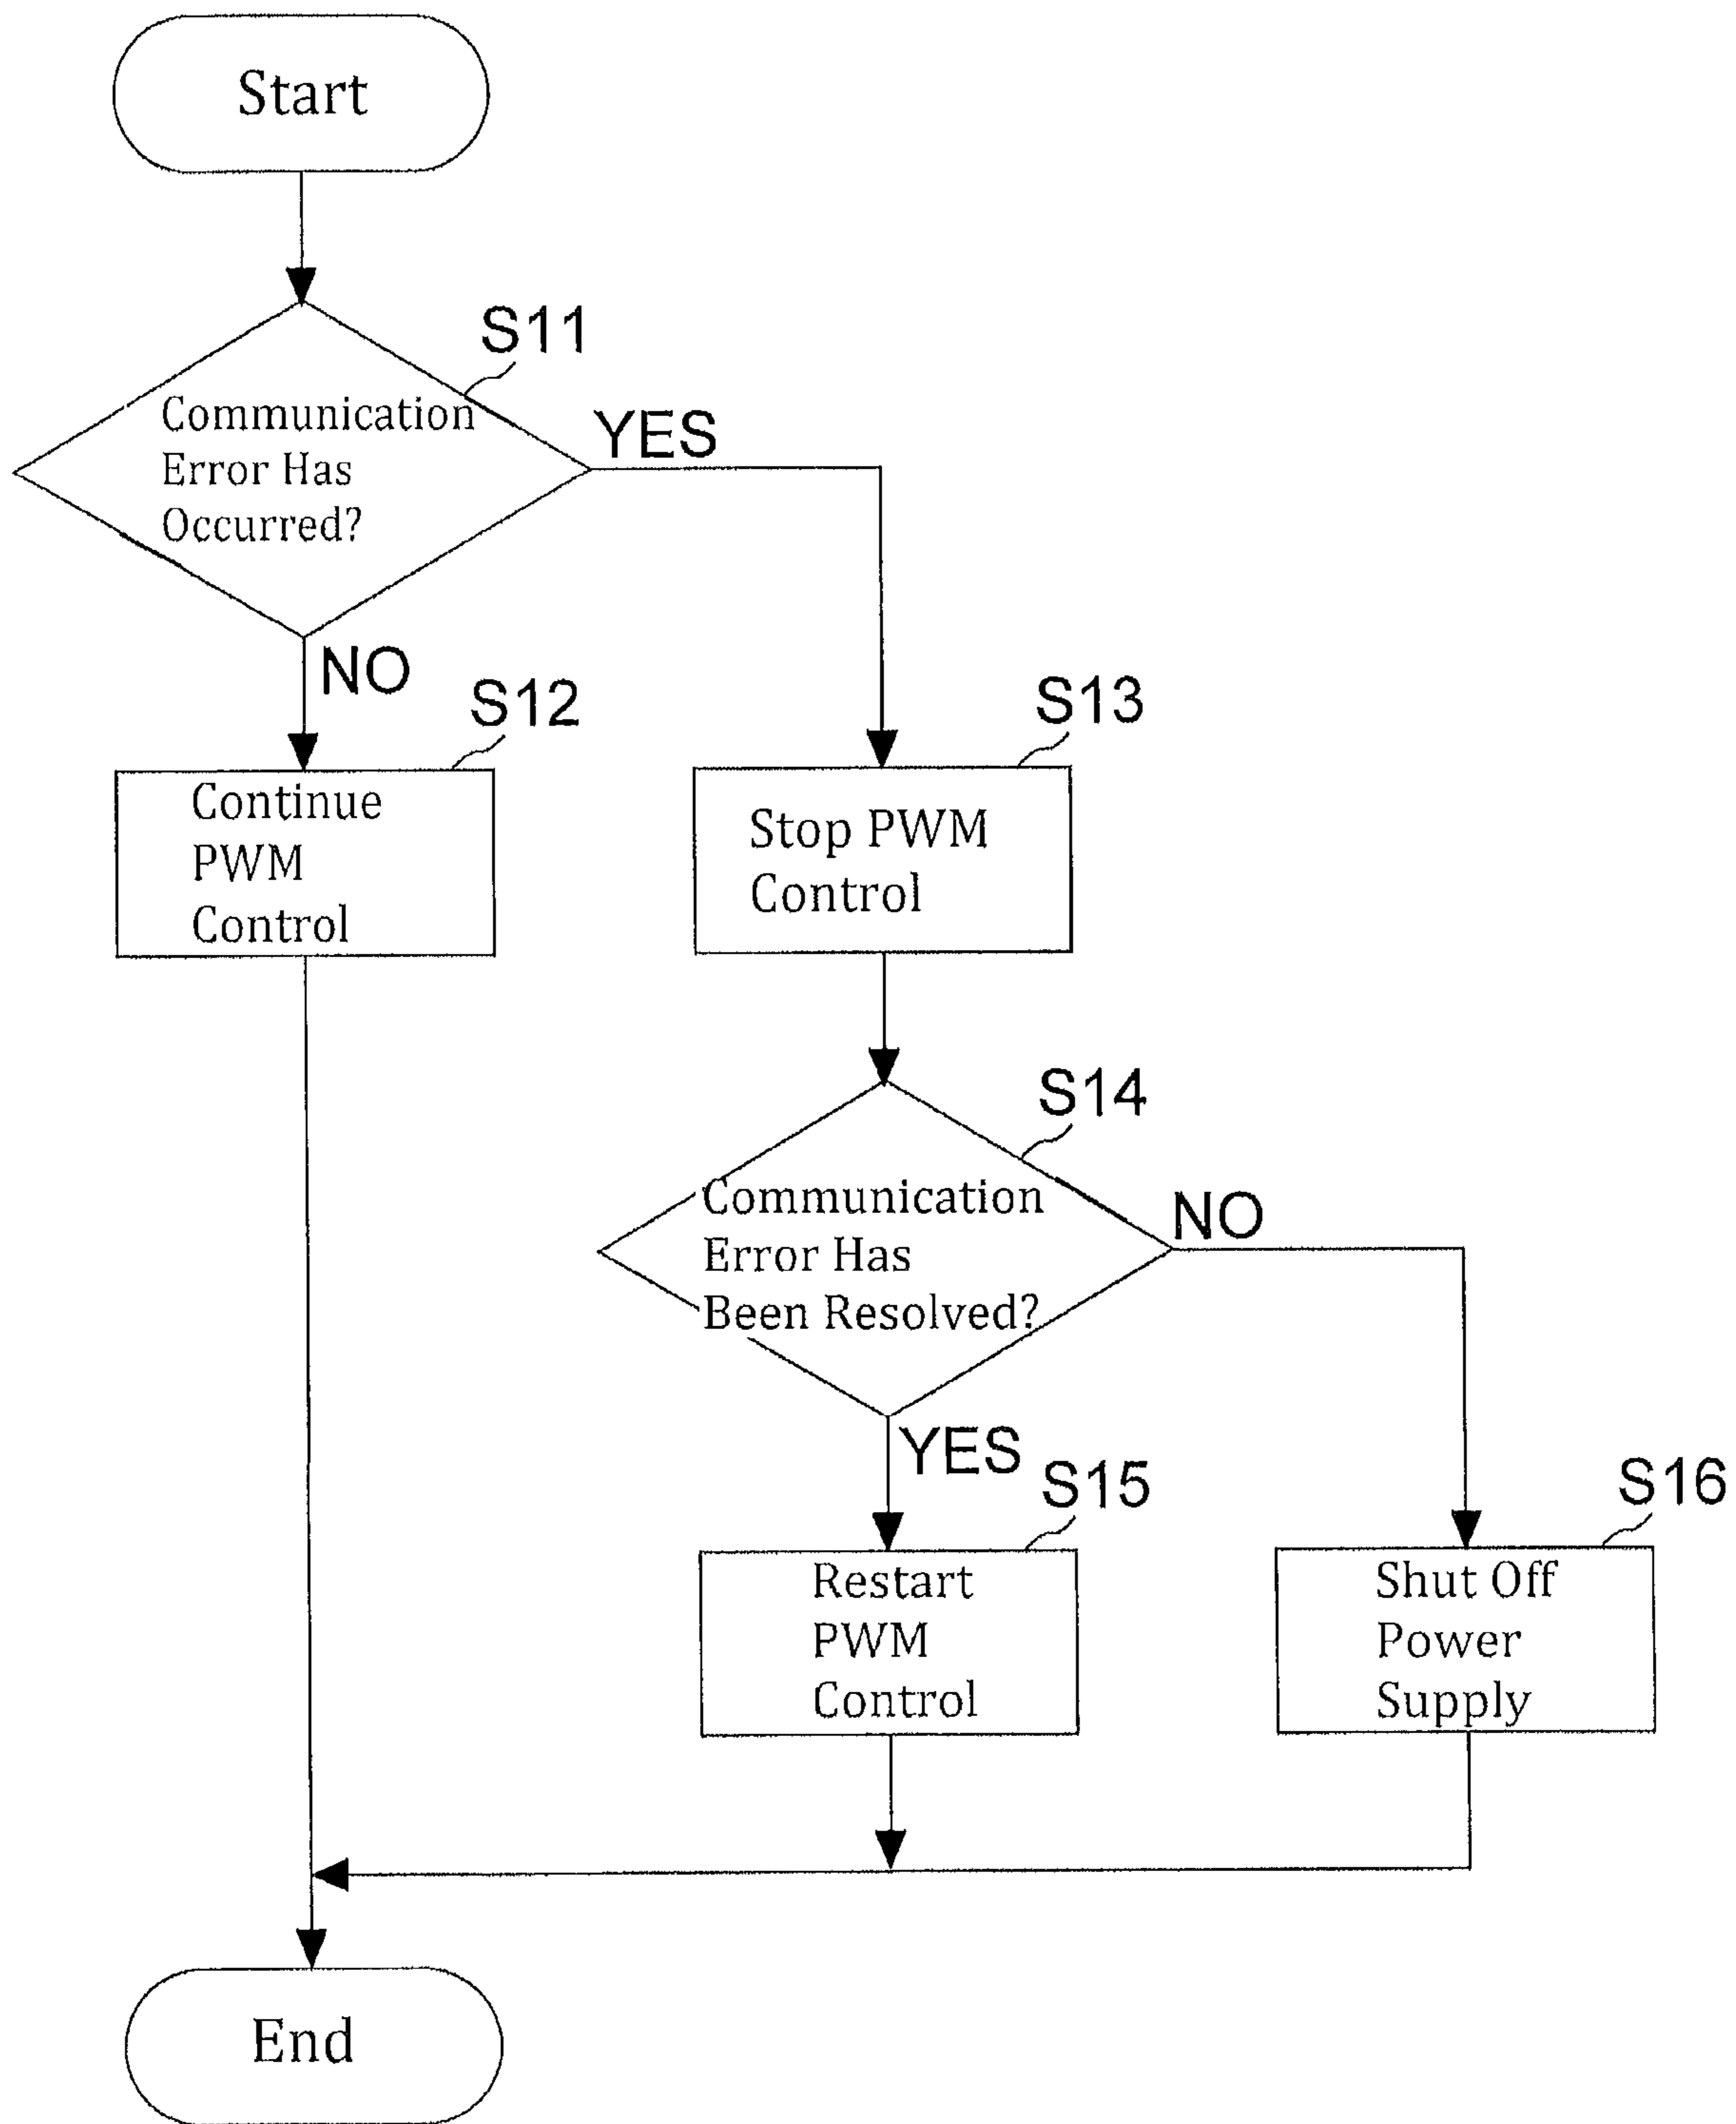 Start
S11
Communication
Error Has
Occurred?
YES
NO
S12
Continue
PWM
Control
S13
Stop PWM
Control
S14
Communication
Error Has
Been Resolved?
NO
YES
S15
Restart
PWM
Control
S16
Shut Off
Power
Supply
End